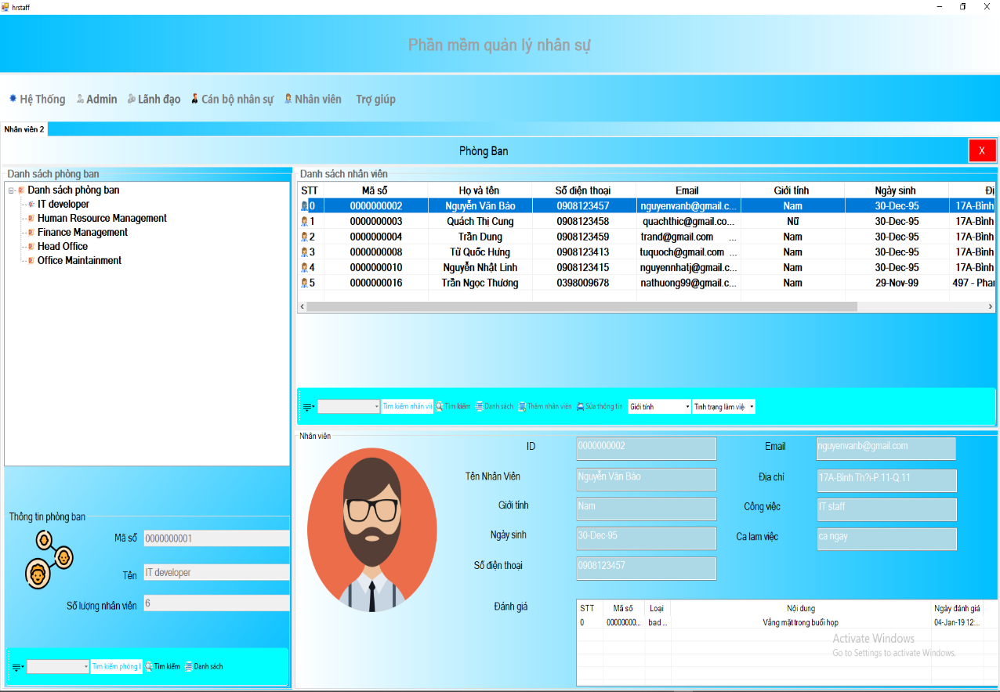 hrstaff
Phần mềm quản lý nhân sự
Hệ Thống Admin Lãnh đạo Cán bộ nhân sự Nhân viên Trợ giúp
Nhân viên 2
Phòng Ban X
Danh sách phòng ban
Danh sách phòng ban
IT developer
Human Resource Management
Finance Management
Head Office
Office Maintainment
Thông tin phòng ban
Mã số 0000000001
Tên IT developer
Số lượng nhân viên 6
Tìm kiếm phòng b Tìm kiếm Danh sách
Danh sách nhân viên
STT Mã số Họ và tên Số điện thoại Email Giới tính Ngày sinh Đị
0 0000000002 Nguyễn Văn Bảo 0908123457 nguyenvanb@gmail.c... Nam 30-Dec-95 17A-Bình
1 0000000003 Quách Thị Cung 0908123458 quachthic@gmail.co... Nữ 30-Dec-95 17A-Bình
2 0000000004 Trần Dung 0908123459 trand@gmail.com ... Nam 30-Dec-95 17A-Bình
3 0000000008 Từ Quốc Hưng 0908123413 tuquoch@gmail.com ... Nam 30-Dec-95 17A-Bình
4 0000000010 Nguyễn Nhật Linh 0908123415 nguyennhatj@gmail.c... Nam 30-Dec-95 17A-Bình
5 0000000016 Trần Ngọc Thương 0398009678 nathuong99@gmail.c... Nam 29-Nov-99 497 - Phan
Tìm kiếm nhân viê Tìm kiếm Danh sách Thêm nhân viên Sửa thông tin Giới tính Tình trạng làm việc
Nhân viên
ID 0000000002 Email nguyenvanb@gmail.com
Tên Nhân Viên Nguyễn Văn Bảo Địa chỉ 17A-Bình Th?i-P.11-Q.11
Giới tính Nam Công việc IT staff
Ngày sinh 30-Dec-95 Ca lam việc ca ngay
Số điện thoại 0908123457
Đánh giá
STT Mã số Loại Nội dung Ngày đánh giá
0 00000000... bad ... Vắng mặt trong buổi họp 04-Jan-19 12:...
Activate Windows
Go to Settings to activate Windows.